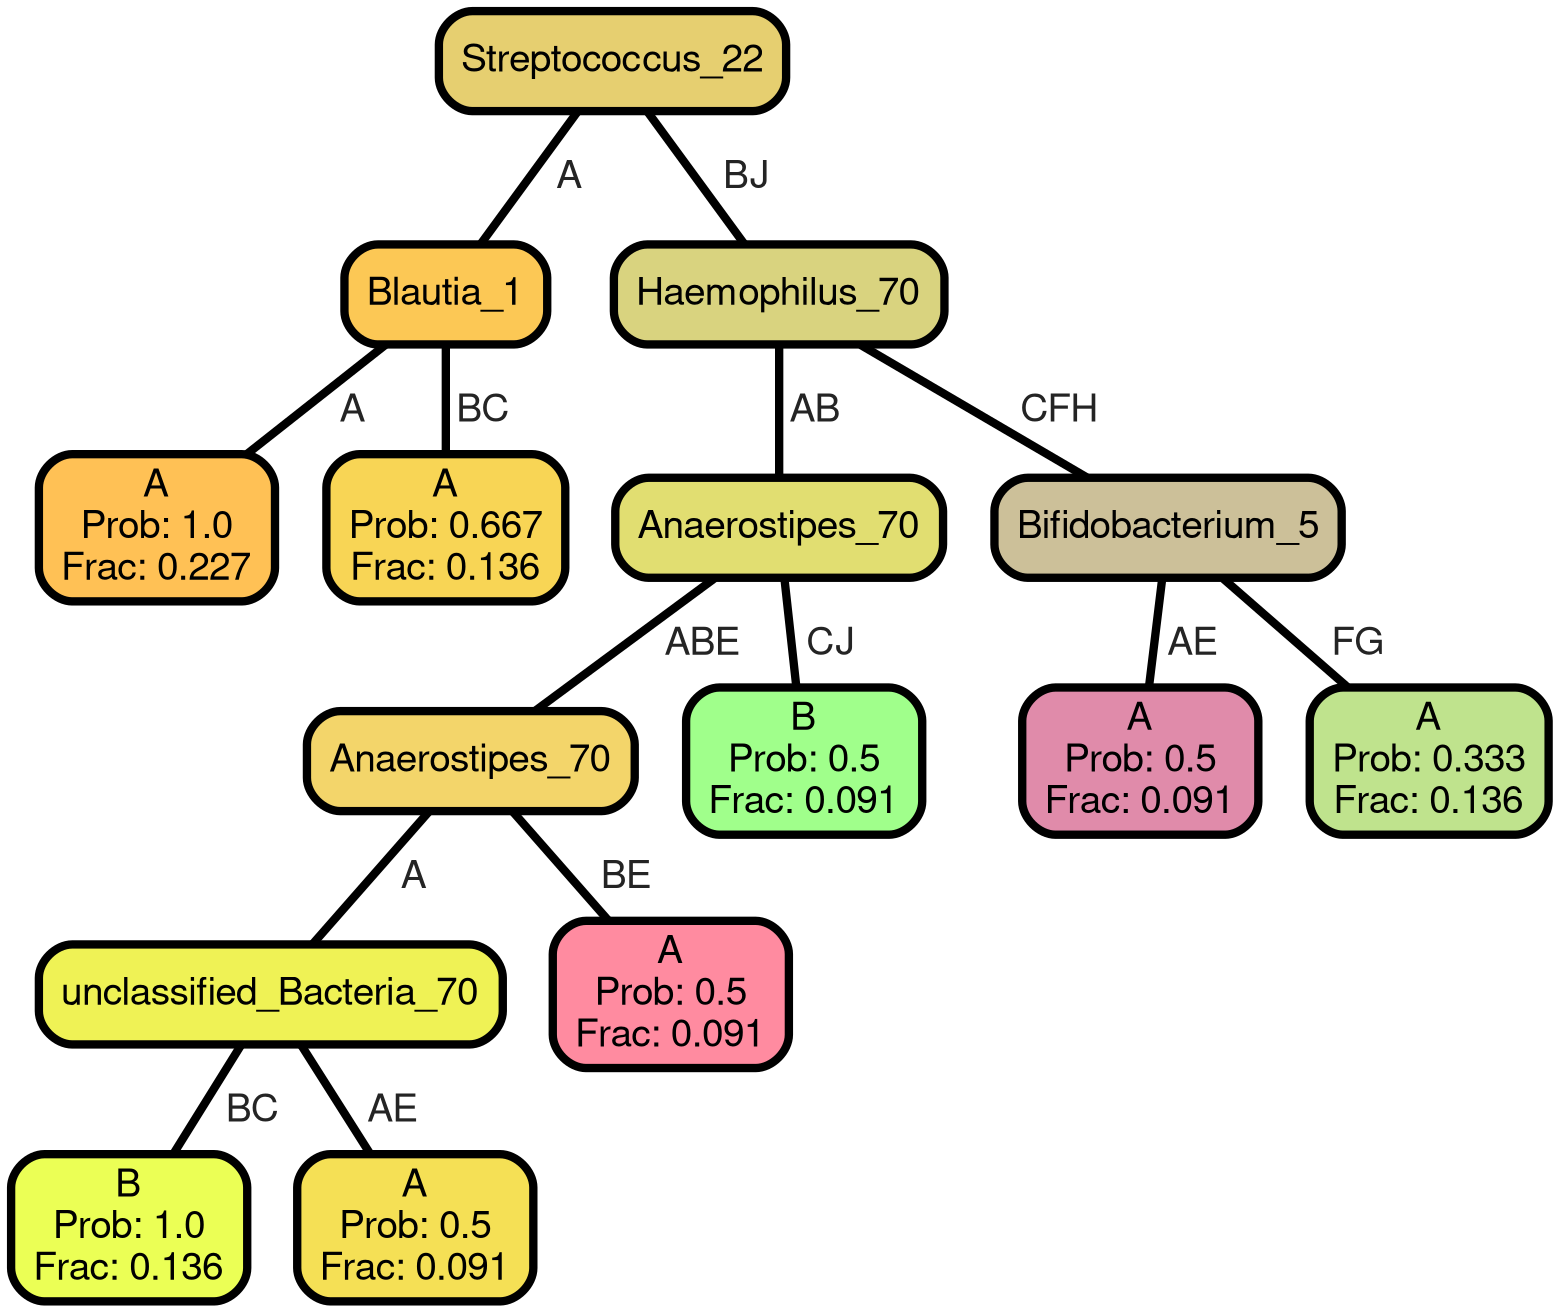 Streptococcus_22
A
BJ
Blautia_1
Haemophilus_70
A
BC
AB
CFH
A
Prob: 1.0
Frac: 0.227
A
Prob: 0.667
Frac: 0.136
Anaerostipes_70
Bifidobacterium_5
ABE
CJ
AE
FG
Anaerostipes_70
B
Prob: 0.5
Frac: 0.091
A
Prob: 0.5
Frac: 0.091
A
Prob: 0.333
Frac: 0.136
A
BE
unclassified_Bacteria_70
A
Prob: 0.5
Frac: 0.091
BC
AE
B
Prob: 1.0
Frac: 0.136
A
Prob: 0.5
Frac: 0.091